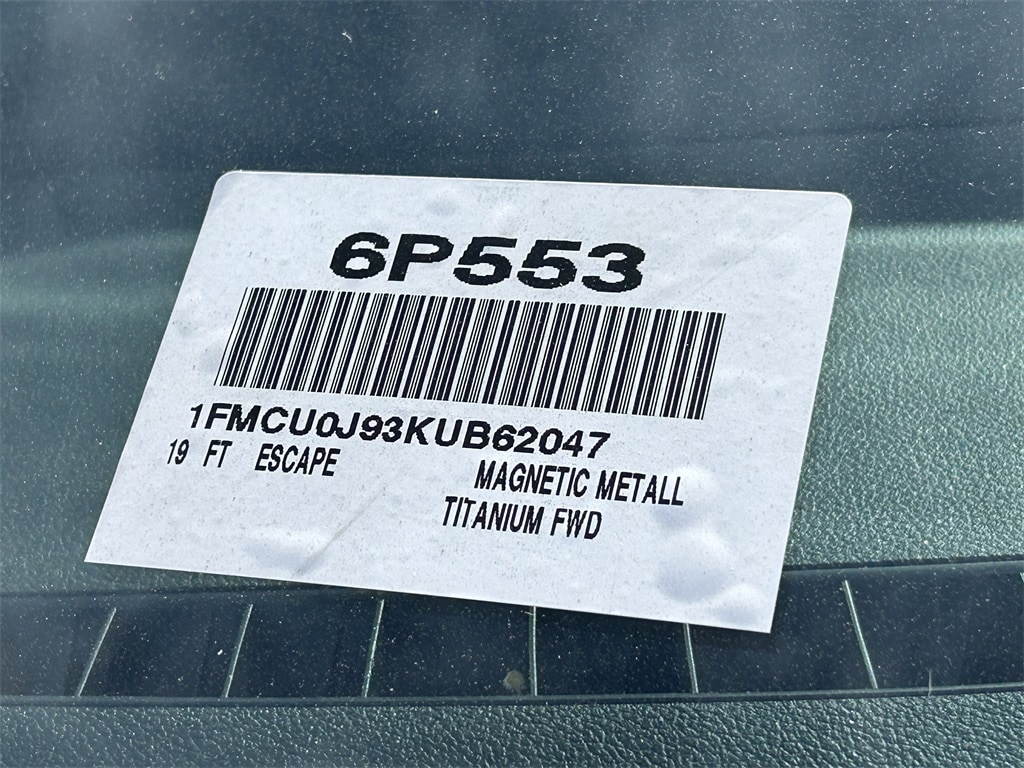 6P553
1FMCU0J93KUB62047
19 FT ESCAPE MAGNETIC METALL
TITANIUM FWD